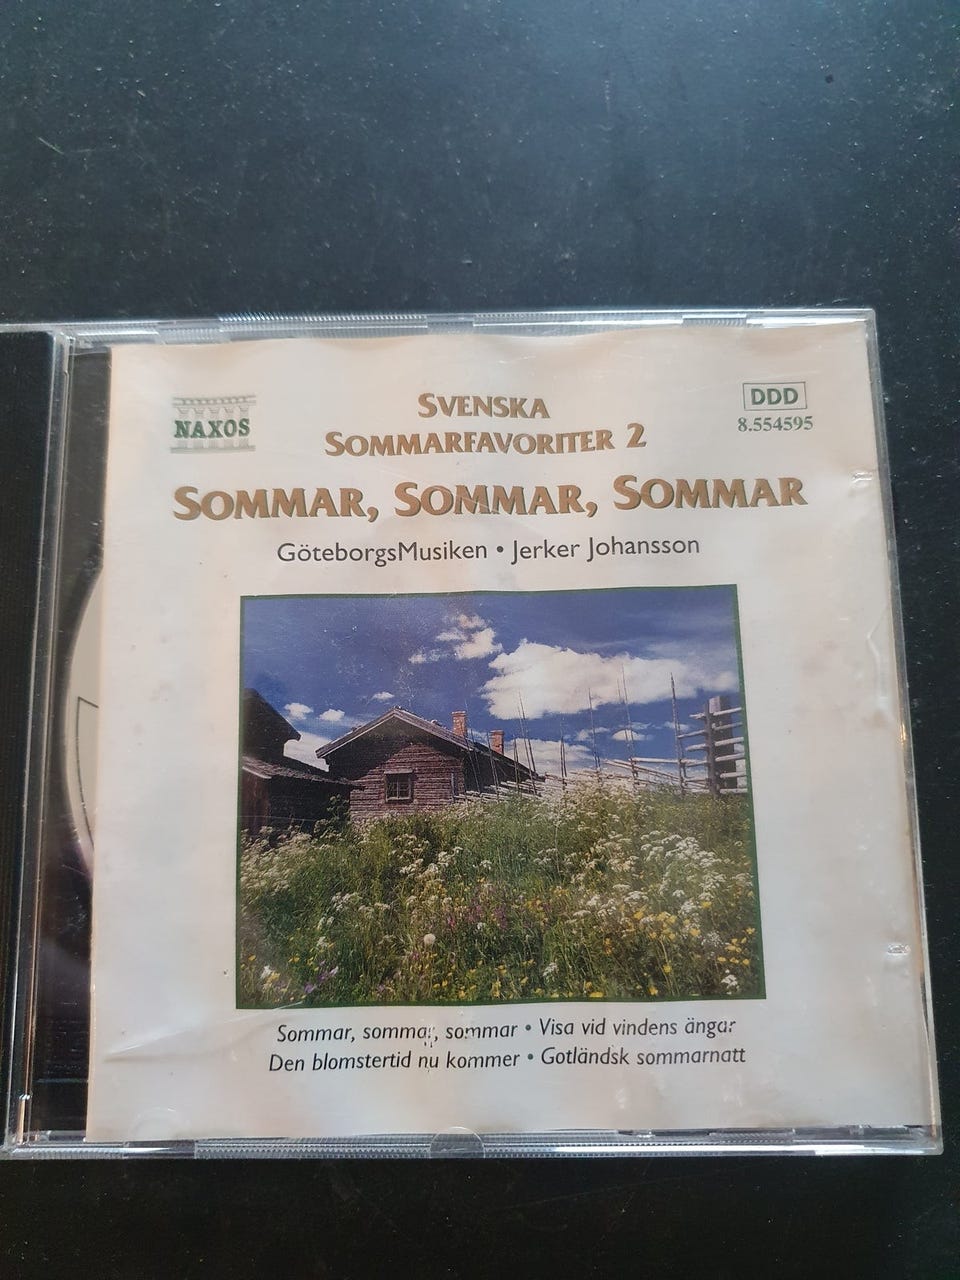 NAXOS
DDD
8.554595
SVENSKA
SOMMARFAVORITER 2
SOMMAR, SOMMAR, SOMMAR
GöteborgsMusiken • Jerker Johansson
Sommar, sommar, sommar • Visa vid vindens ängar
Den blomstertid nu kommer • Gotländsk sommarnatt